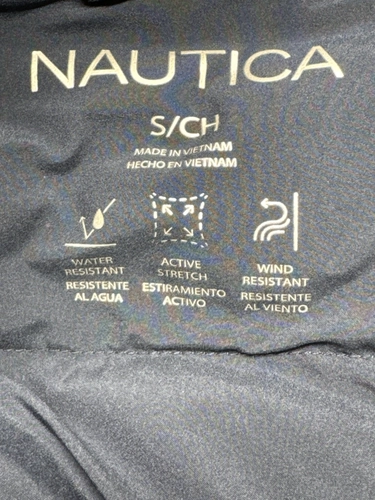 NAUTICA
S/CH
MADE IN VIETNAM
HECHO EN VIETNAM
WATER
RESISTANT
RESISTENTE
AL AGUA
ACTIVE
STRETCH
ESTIRAMIENTO
ACTIVO
WIND
RESISTANT
RESISTENTE
AL VIENTO